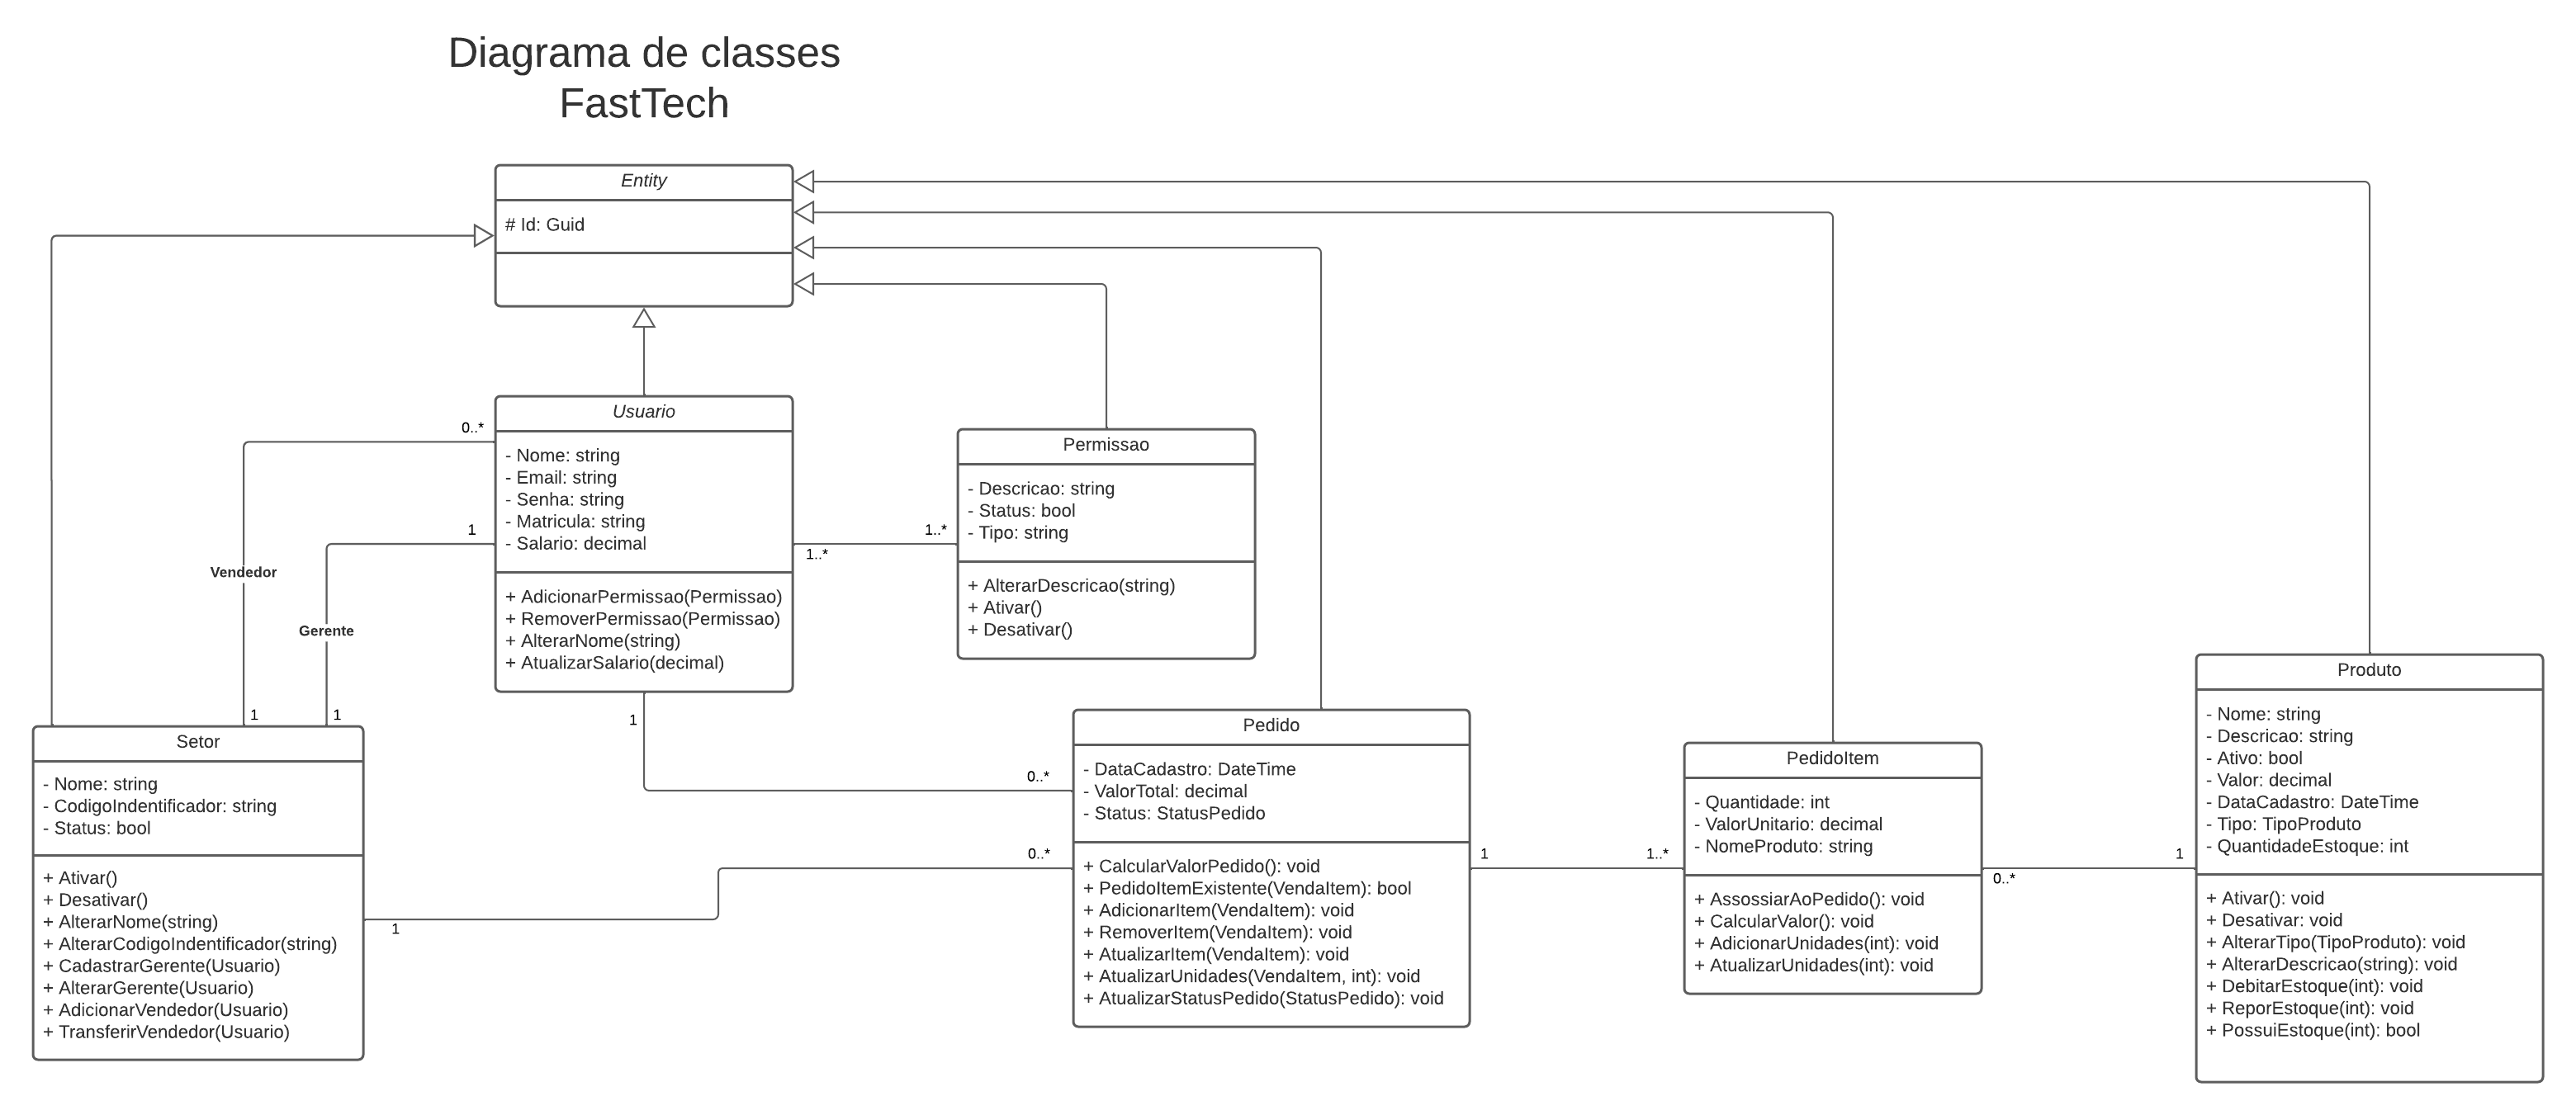 Diagrama de classes
FastTech
Entity
# Id: Guid
Usuario
- Nome: string
- Email: string
- Senha: string
- Matricula: string
- Salario: decimal
+ AdicionarPermissao(Permissao)
+ RemoverPermissao(Permissao)
+ AlterarNome(string)
+ AtualizarSalario(decimal)
0..*
1
Vendedor
Gerente
1
1
1..*
1..*
Permissao
- Descricao: string
- Status: bool
- Tipo: string
+ AlterarDescricao(string)
+ Ativar()
+ Desativar()
Setor
- Nome: string
- CodigoIndentificador: string
- Status: bool
+ Ativar()
+ Desativar()
+ AlterarNome(string)
+ AlterarCodigoIndentificador(string)
+ CadastrarGerente(Usuario)
+ AlterarGerente(Usuario)
+ AdicionarVendedor(Usuario)
+ TransferirVendedor(Usuario)
1
0..*
1
0..*
Pedido
- DataCadastro: DateTime
- ValorTotal: decimal
- Status: StatusPedido
+ CalcularValorPedido(): void
+ PedidoItemExistente(VendaItem): bool
+ AdicionarItem(VendaItem): void
+ RemoverItem(VendaItem): void
+ AtualizarItem(VendaItem): void
+ AtualizarUnidades(VendaItem, int): void
+ AtualizarStatusPedido(StatusPedido): void
1
1..*
PedidoItem
- Quantidade: int
- ValorUnitario: decimal
- NomeProduto: string
+ AssossiarAoPedido(): void
+ CalcularValor(): void
+ AdicionarUnidades(int): void
+ AtualizarUnidades(int): void
0..*
1
Produto
- Nome: string
- Descricao: string
- Ativo: bool
- Valor: decimal
- DataCadastro: DateTime
- Tipo: TipoProduto
- QuantidadeEstoque: int
+ Ativar(): void
+ Desativar: void
+ AlterarTipo(TipoProduto): void
+ AlterarDescricao(string): void
+ DebitarEstoque(int): void
+ ReporEstoque(int): void
+ PossuiEstoque(int): bool